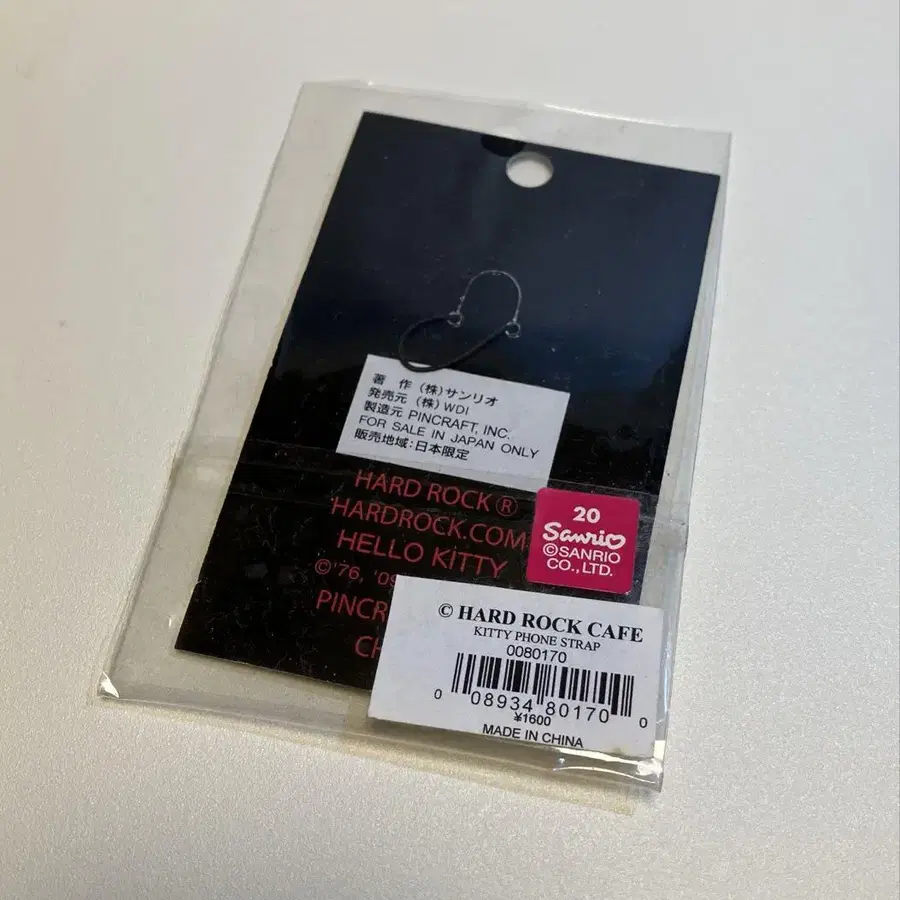 著　作　(株)サンリオ
発売元　(株)WDI
製造元 PINCRAFT, INC.
FOR SALE IN JAPAN ONLY
販売地域:日本限定
HARD ROCK®
HARDROCK.COM
HELLO KITTY
©'76, '09
20
Sanrio
©SANRIO
CO.,LTD.
© HARD ROCK CAFE
KITTY PHONE STRAP
0080170
0 08934 80170 0
¥1600
MADE IN CHINA